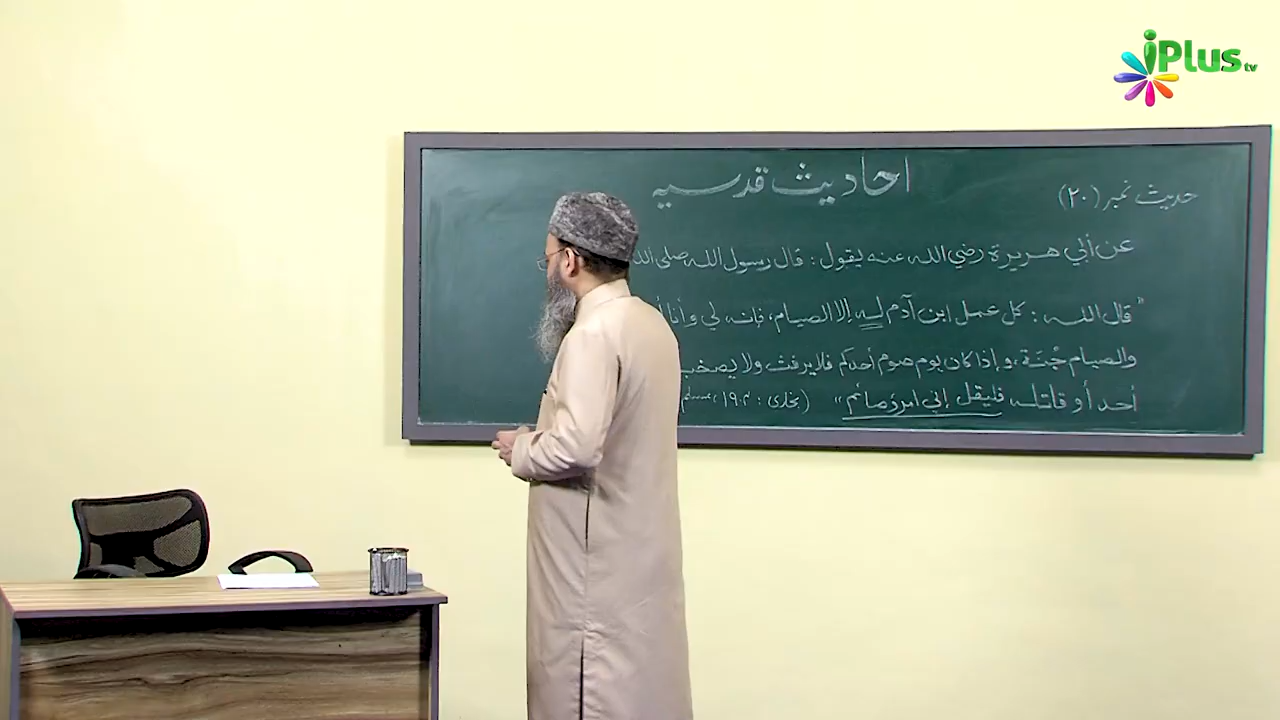 iPlus tv
احادیث قدسیہ
حدیث نمبر (۲۰)
عن أبي هريرة رضي الله عنه يقول : قال رسول الله صلى الله
"قال الله : كل عمل ابن آدم له إلا الصيام، فإنه لي وأنا
والصيام جُنَة، وإذا كان يوم صوم أحدكم فلا يرفث ولا يصخب
أحد أو قاتله فليقل إني امرؤ صائم" (بخاری : ۱۹۰۴، مسلم